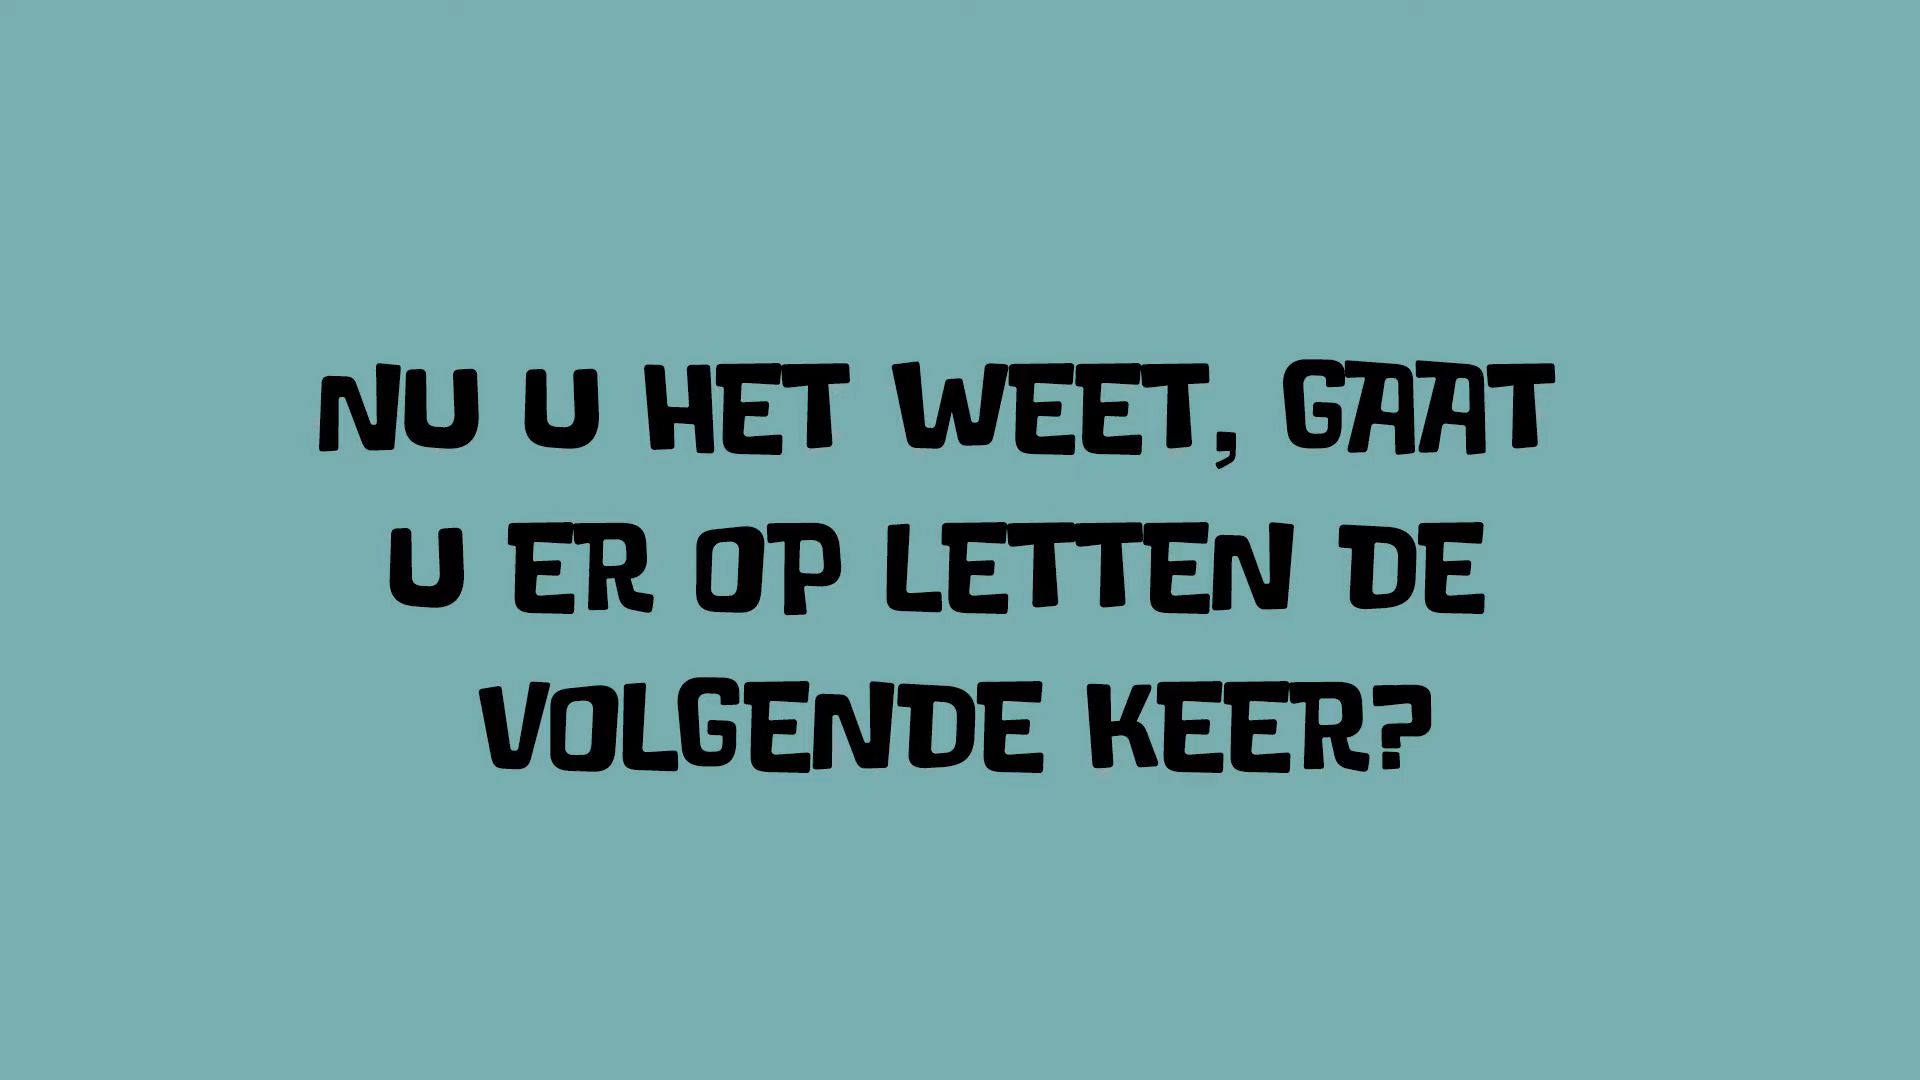 NU U HET WEET, GAAT
U ER OP LETTEN DE
VOLGENDE KEER?